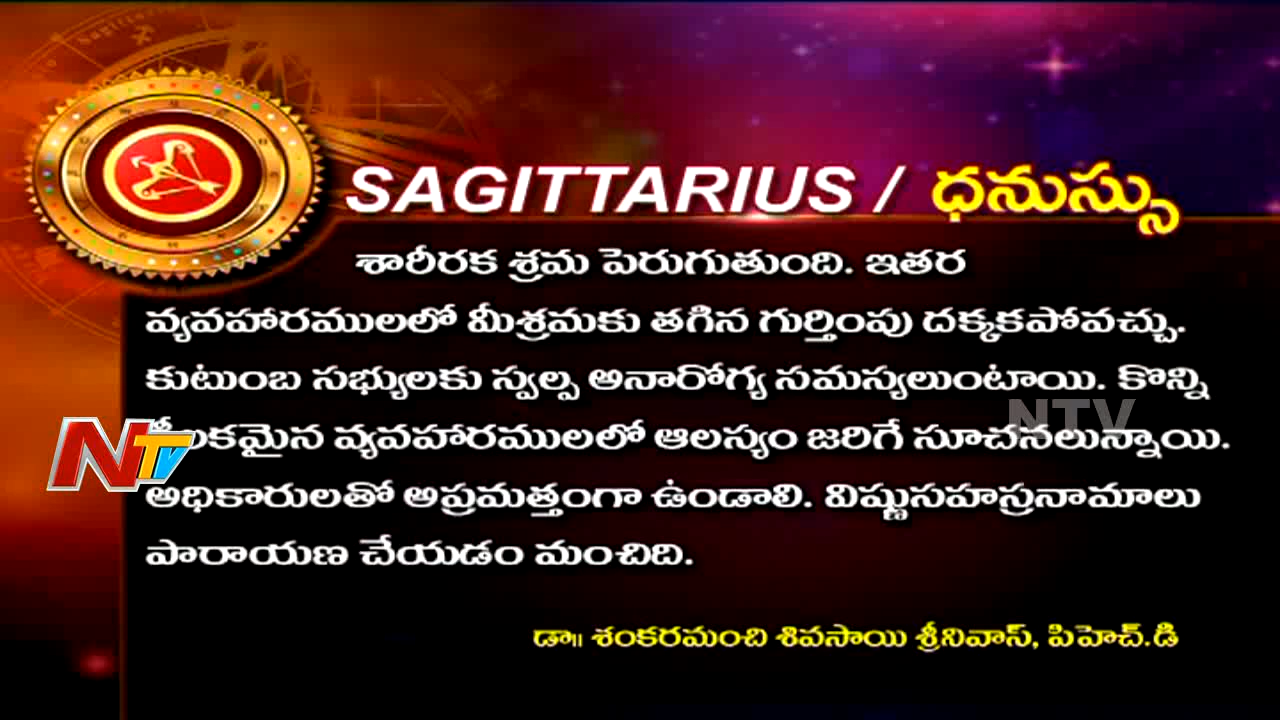 SAGITTARIUS / ధనుస్సు
శారీరక శ్రమ పెరుగుతుంది. ఇతర
వ్యవహారములలో మీశ్రమకు తగిన గుర్తింపు దక్కకపోవచ్చు.
కుటుంబ సభ్యులకు స్వల్ప అనారోగ్య సమస్యలుంటాయి. కొన్ని
NTV
వ్యవహారములలో ఆలస్యం జరిగే సూచనలున్నాయి.
NTV
అధికారులతో అప్రమత్తంగా ఉండాలి. విష్ణుసహస్రనామాలు
పారాయణ చేయడం మంచిది.
డా౹౹ శంకరమంచి శివసాయి శ్రీనివాస్, పిహెచ్.డి